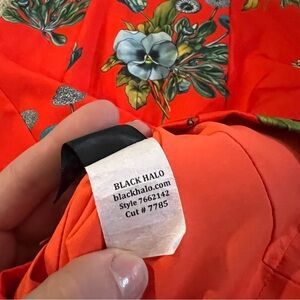 BLACK HALO
blackhalo.com
Style 7662142
Cut # 7785